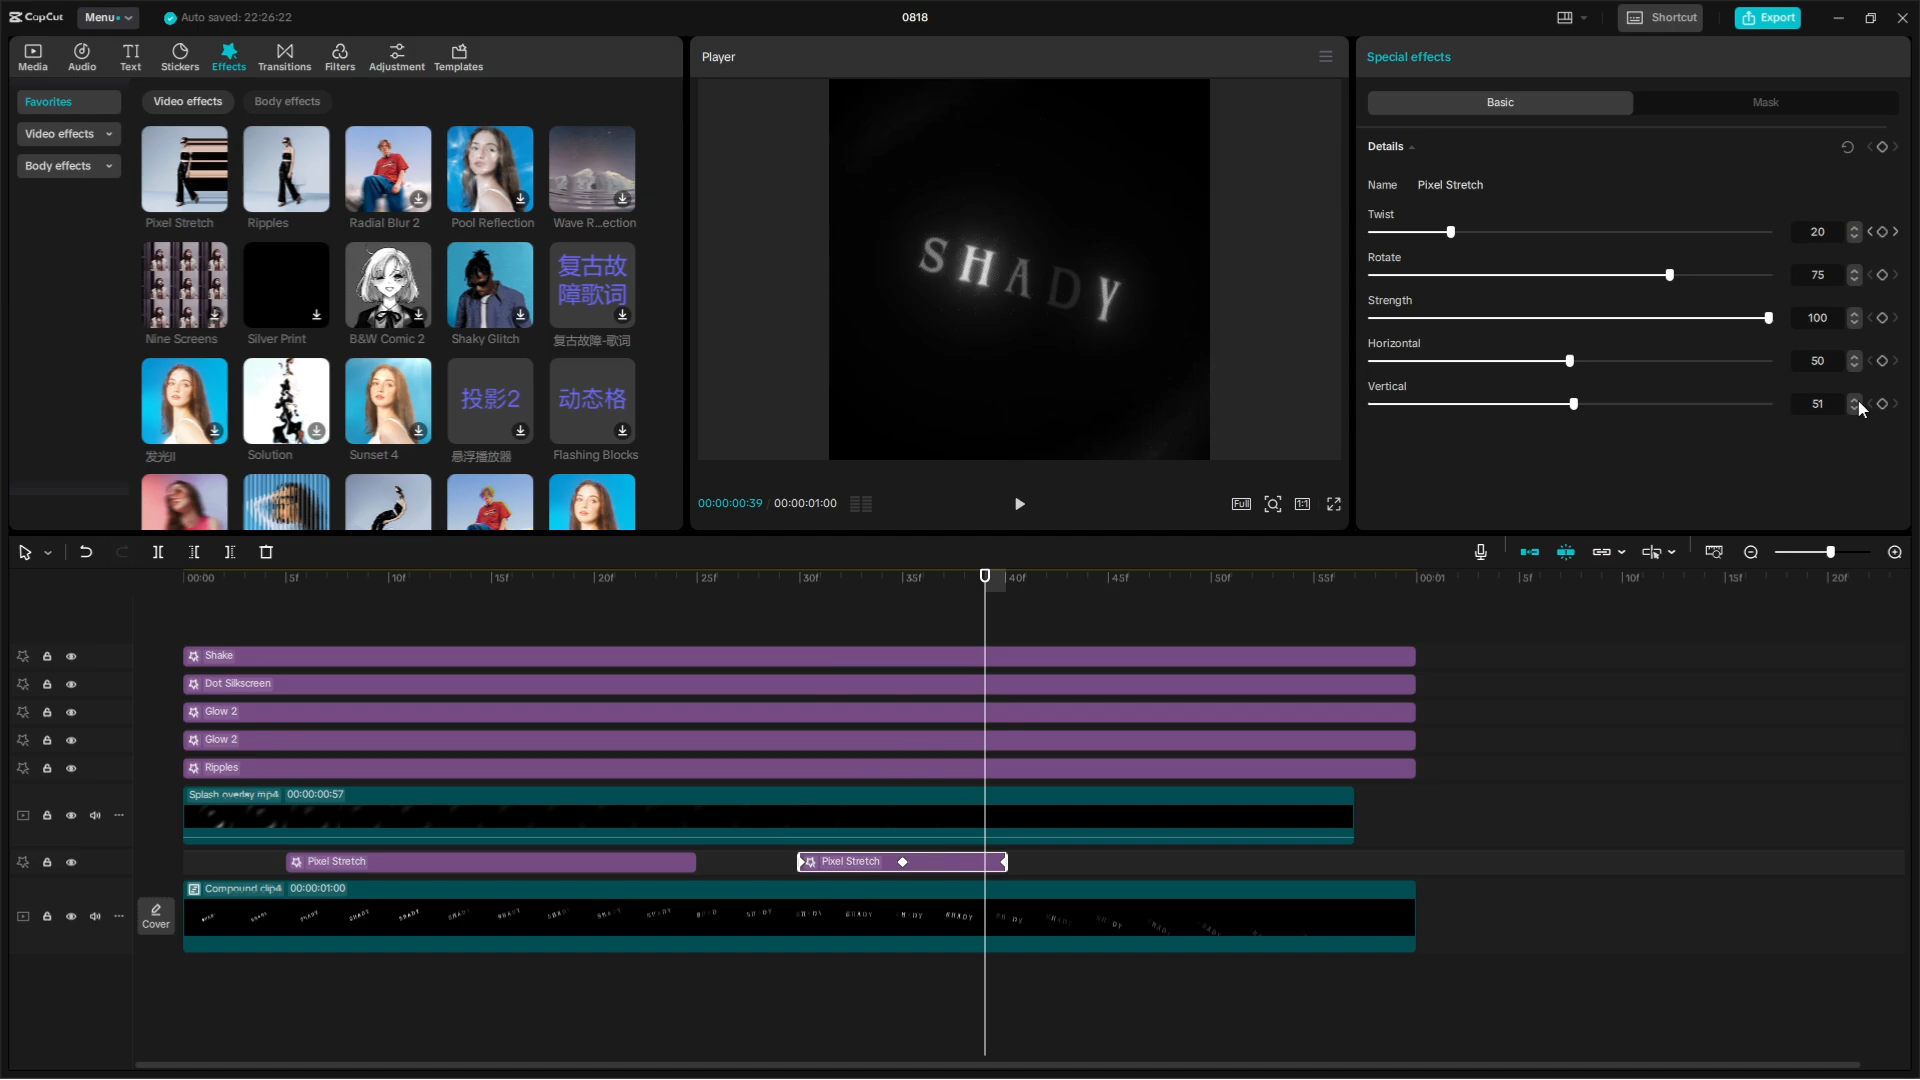 CapCut
Menu
Auto saved: 22:26:22
0818
Shortcut
Export
Media
Audio
Text
Stickers
Effects
Transitions
Filters
Adjustment
Templates
Player
Special effects
Favorites
Video effects
Body effects
Video effects
Body effects
Basic
Mask
Details
Name Pixel Stretch
Twist
20
Rotate
75
Strength
100
Horizontal
50
Vertical
51
Pixel Stretch
Ripples
Radial Blur 2
Pool Reflection
Wave R...ection
复古故
障歌词
Nine Screens
Silver Print
B&W Comic 2
Shaky Glitch
复古故障-歌词
投影2
动态格
发光II
Solution
Sunset 4
悬浮播放器
Flashing Blocks
SHADY
00:00:00:39 / 00:00:01:00
Full
1:1
00:00 5f 10f 15f 20f 25f 30f 35f 40f 45f 50f 55f 00:01 5f 10f 15f 20f
Shake
Dot Silkscreen
Glow 2
Glow 2
Ripples
Splash overlay mp4 00:00:00:57
Pixel Stretch
Pixel Stretch
Compound clip4 00:00:01:00
Cover